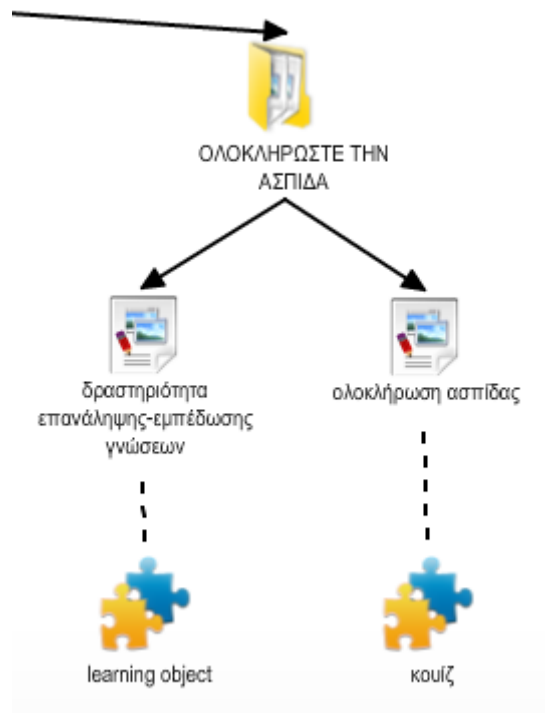 ΟΛΟΚΛΗΡΩΣΤΕ ΤΗΝ
ΑΣΠΙΔΑ
δραστηριότητα
επανάληψης-εμπέδωσης
γνώσεων
ολοκλήρωση ασπίδας
learning object
κουίζ